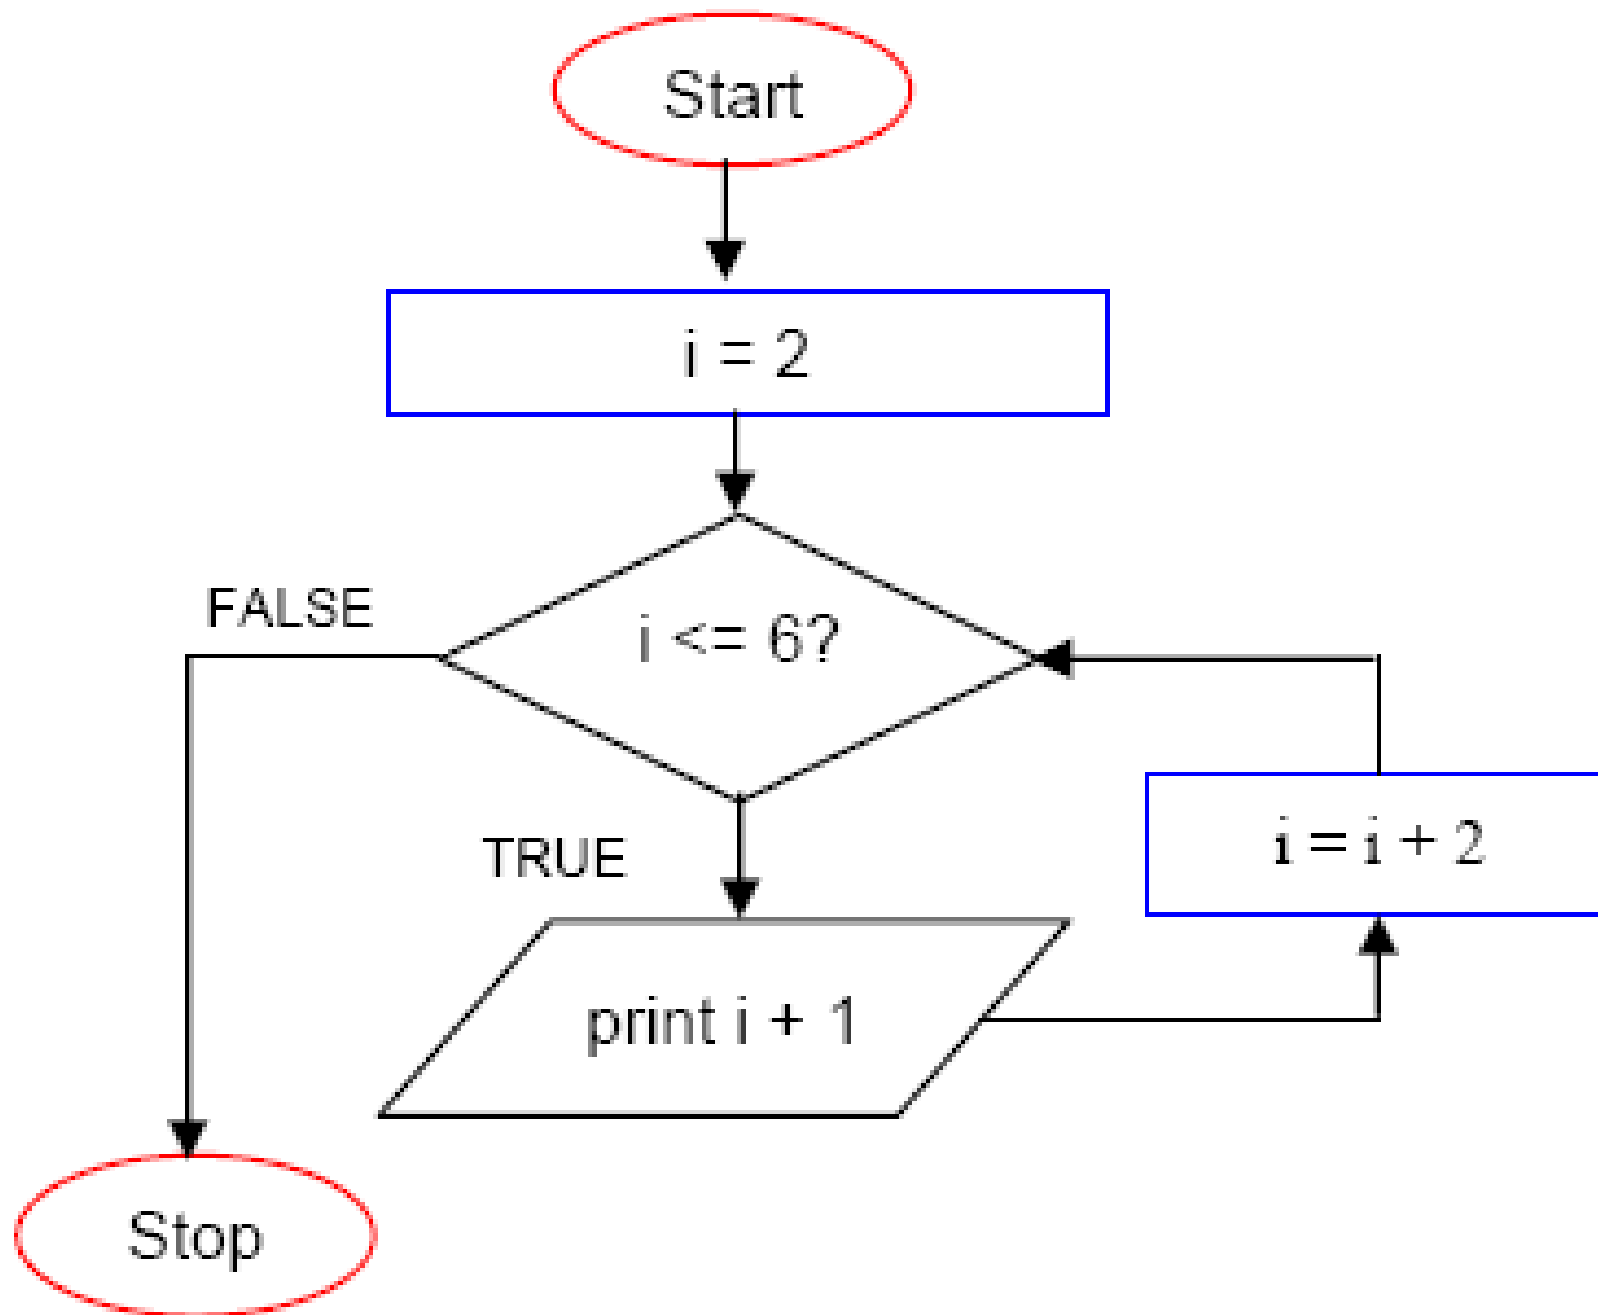 Start
i = 2
i <= 6?
FALSE
TRUE
print i + 1
i = i + 2
Stop